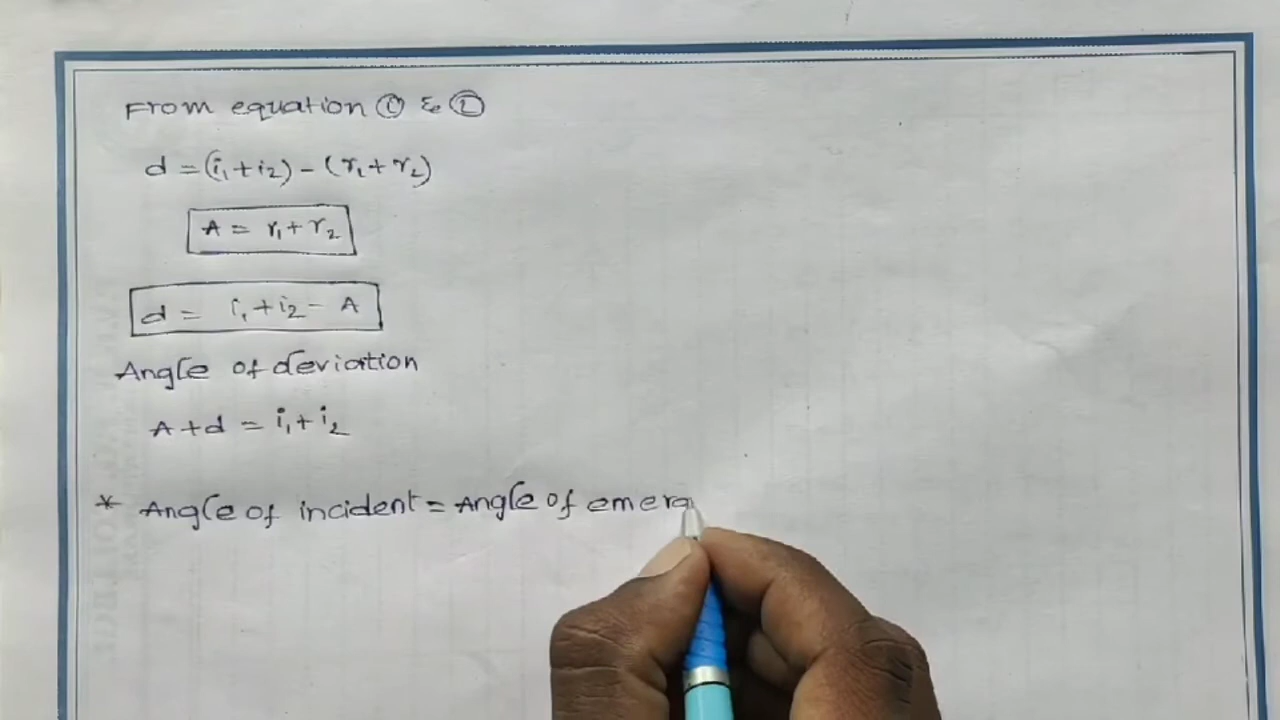 From equation ① & ②
d = (i₁ + i₂) - (r₁ + r₂)
A = r₁ + r₂
d = i₁ + i₂ - A
Angle of deviation
A + d = i₁ + i₂
* Angle of incident = Angle of emerg